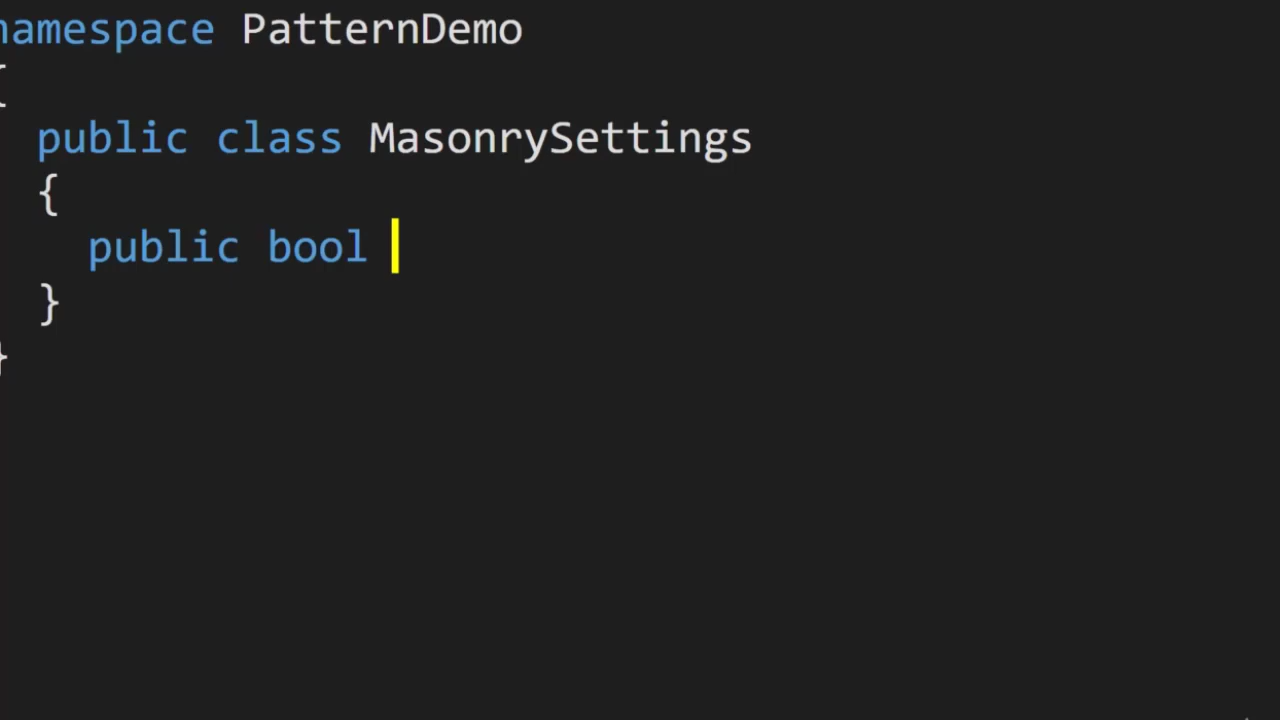 namespace PatternDemo
{
public class MasonrySettings
{
public bool
}
}